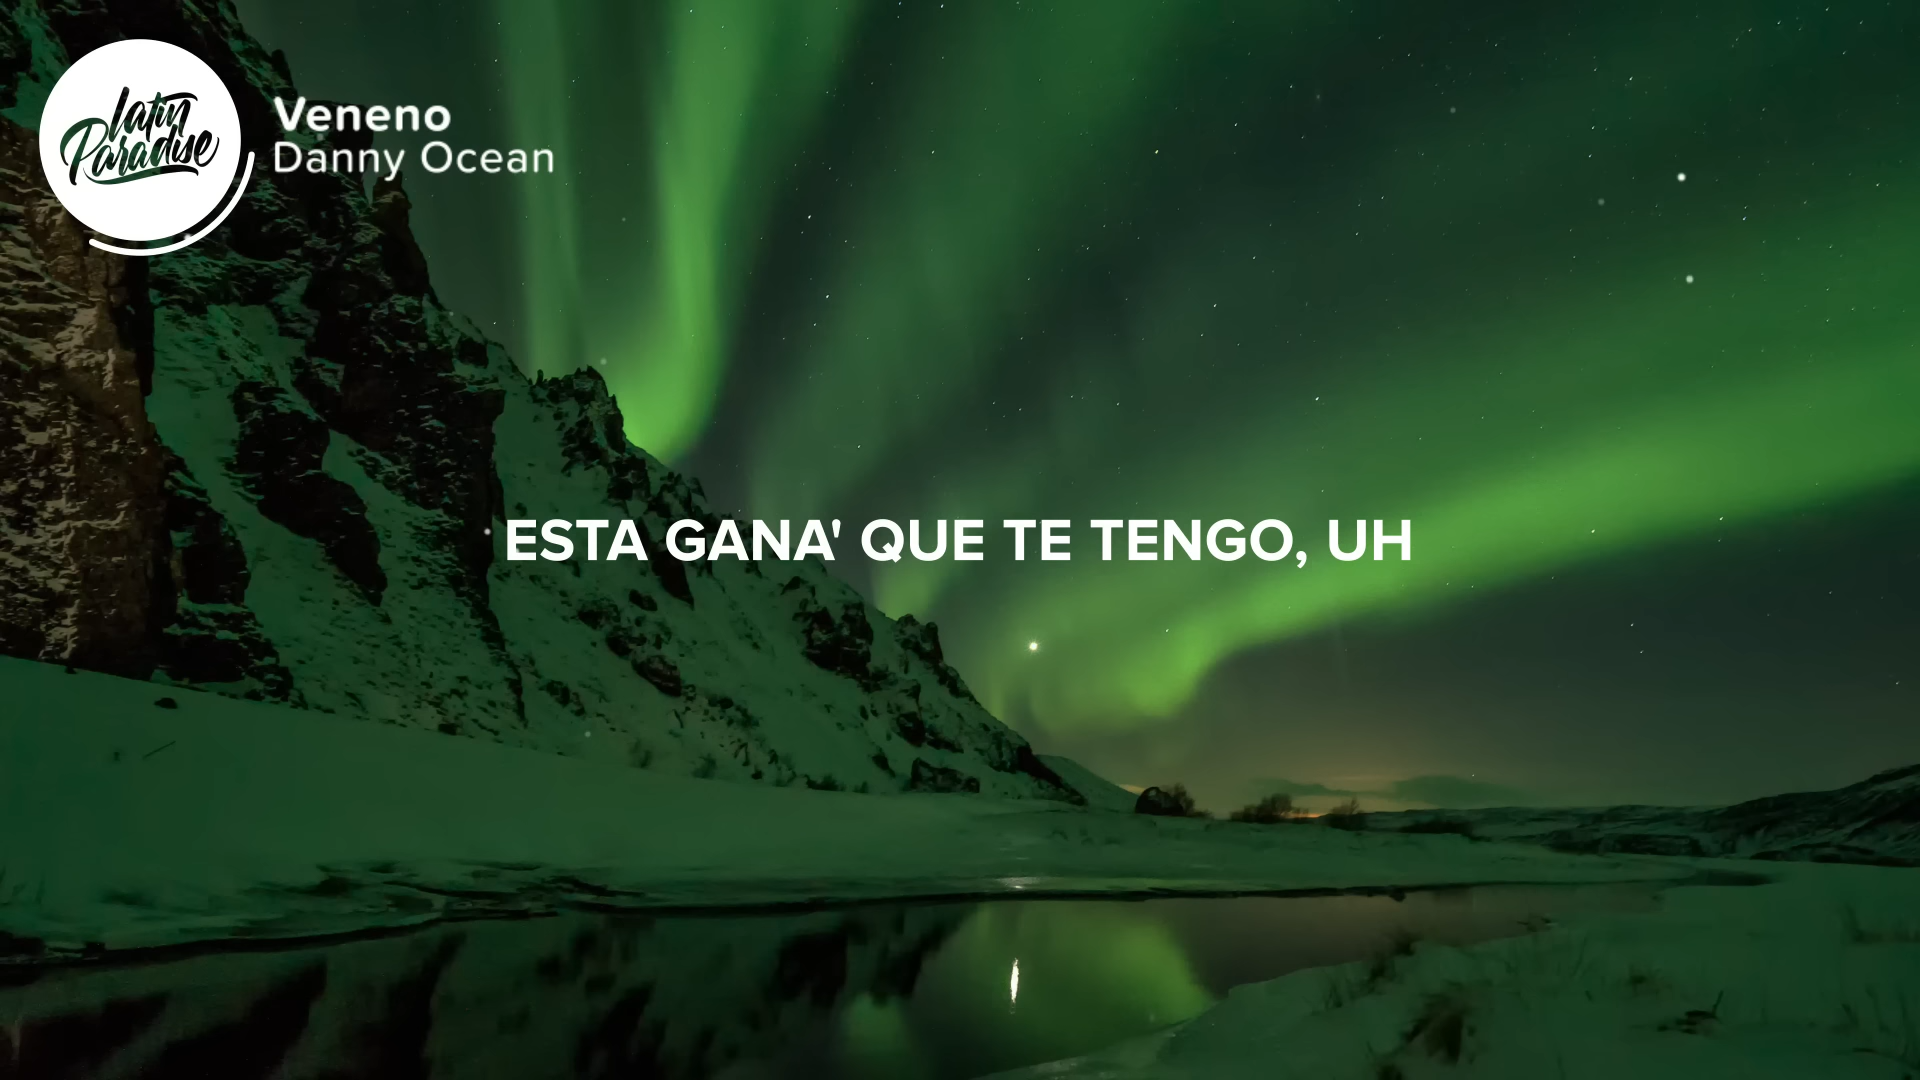 Latin
Paradise
Veneno
Danny Ocean
ESTA GANA' QUE TE TENGO, UH